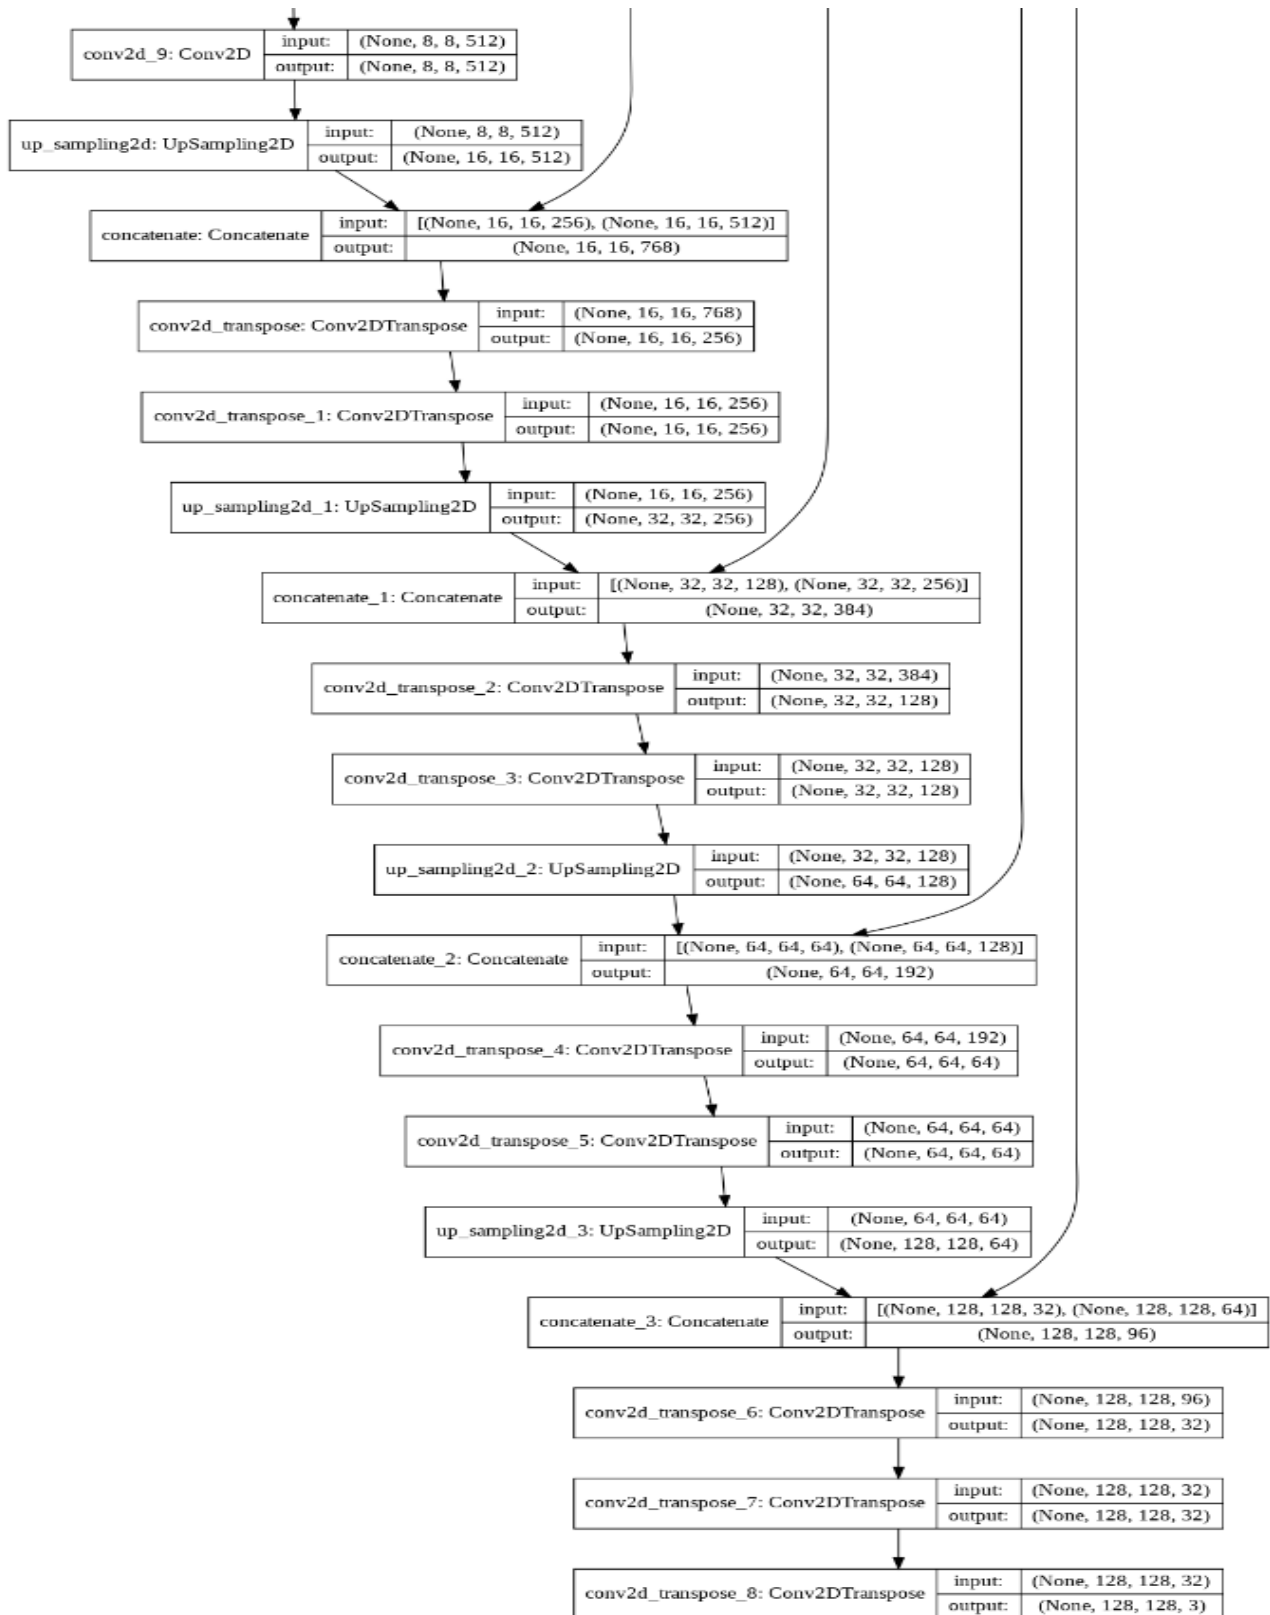 conv2d_9: Conv2D input: (None, 8, 8, 512)
output: (None, 8, 8, 512)
up_sampling2d: UpSampling2D input: (None, 8, 8, 512)
output: (None, 16, 16, 512)
concatenate: Concatenate input: [(None, 16, 16, 256), (None, 16, 16, 512)]
output: (None, 16, 16, 768)
conv2d_transpose: Conv2DTranspose input: (None, 16, 16, 768)
output: (None, 16, 16, 256)
conv2d_transpose_1: Conv2DTranspose input: (None, 16, 16, 256)
output: (None, 16, 16, 256)
up_sampling2d_1: UpSampling2D input: (None, 16, 16, 256)
output: (None, 32, 32, 256)
concatenate_1: Concatenate input: [(None, 32, 32, 128), (None, 32, 32, 256)]
output: (None, 32, 32, 384)
conv2d_transpose_2: Conv2DTranspose input: (None, 32, 32, 384)
output: (None, 32, 32, 128)
conv2d_transpose_3: Conv2DTranspose input: (None, 32, 32, 128)
output: (None, 32, 32, 128)
up_sampling2d_2: UpSampling2D input: (None, 32, 32, 128)
output: (None, 64, 64, 128)
concatenate_2: Concatenate input: [(None, 64, 64, 64), (None, 64, 64, 128)]
output: (None, 64, 64, 192)
conv2d_transpose_4: Conv2DTranspose input: (None, 64, 64, 192)
output: (None, 64, 64, 64)
conv2d_transpose_5: Conv2DTranspose input: (None, 64, 64, 64)
output: (None, 64, 64, 64)
up_sampling2d_3: UpSampling2D input: (None, 64, 64, 64)
output: (None, 128, 128, 64)
concatenate_3: Concatenate input: [(None, 128, 128, 32), (None, 128, 128, 64)]
output: (None, 128, 128, 96)
conv2d_transpose_6: Conv2DTranspose input: (None, 128, 128, 96)
output: (None, 128, 128, 32)
conv2d_transpose_7: Conv2DTranspose input: (None, 128, 128, 32)
output: (None, 128, 128, 32)
conv2d_transpose_8: Conv2DTranspose input: (None, 128, 128, 32)
output: (None, 128, 128, 3)